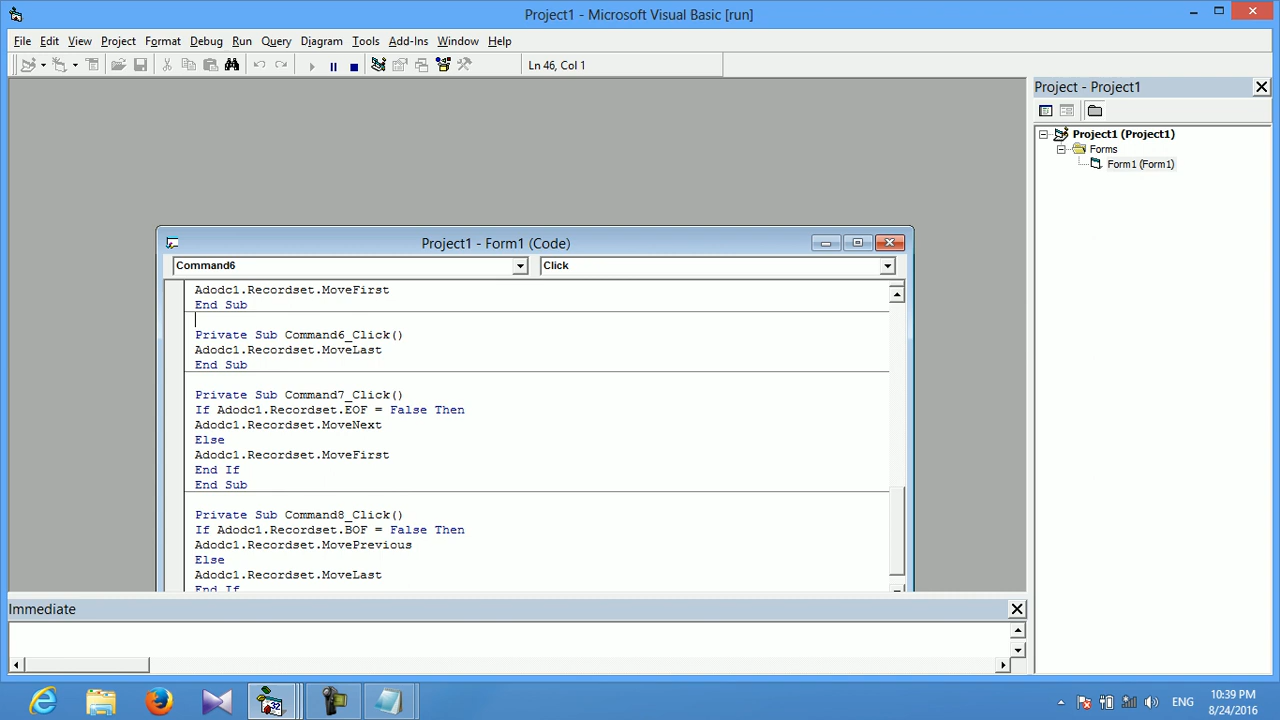 Project1 - Microsoft Visual Basic [run]
File Edit View Project Format Debug Run Query Diagram Tools Add-Ins Window Help
Ln 46, Col 1
Project - Project1
Project1 (Project1)
Forms
Form1 (Form1)
Project1 - Form1 (Code)
Command6 Click
Adodc1.Recordset.MoveFirst
End Sub
Private Sub Command6_Click()
Adodc1.Recordset.MoveLast
End Sub
Private Sub Command7_Click()
If Adodc1.Recordset.EOF = False Then
Adodc1.Recordset.MoveNext
Else
Adodc1.Recordset.MoveFirst
End If
End Sub
Private Sub Command8_Click()
If Adodc1.Recordset.BOF = False Then
Adodc1.Recordset.MovePrevious
Else
Adodc1.Recordset.MoveLast
End If
Immediate
32
ENG
10:39 PM
8/24/2016